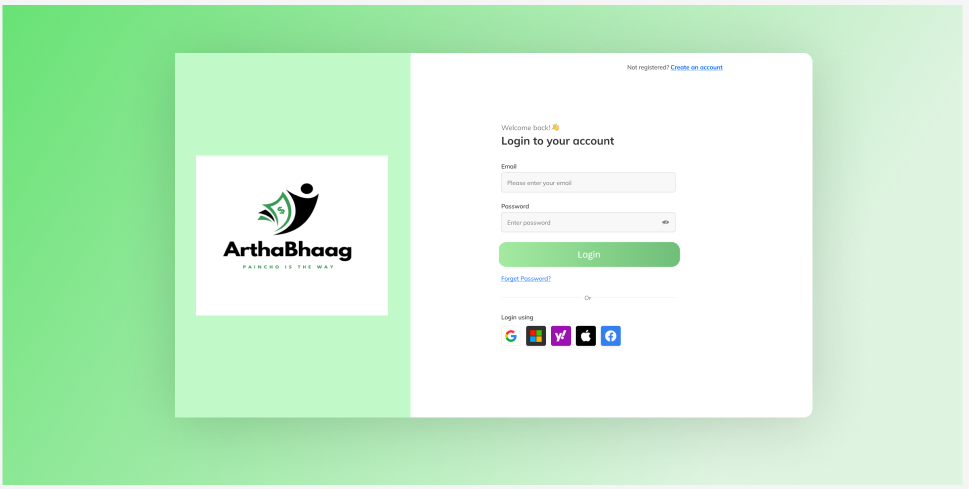 Not registered? Create an account
Welcome back! 👋
Login to your account
Email
Please enter your email
Password
Enter password
Login
Forget Password?
Or
Login using
ArthaBhaag
PAINCHO IS THE WAY